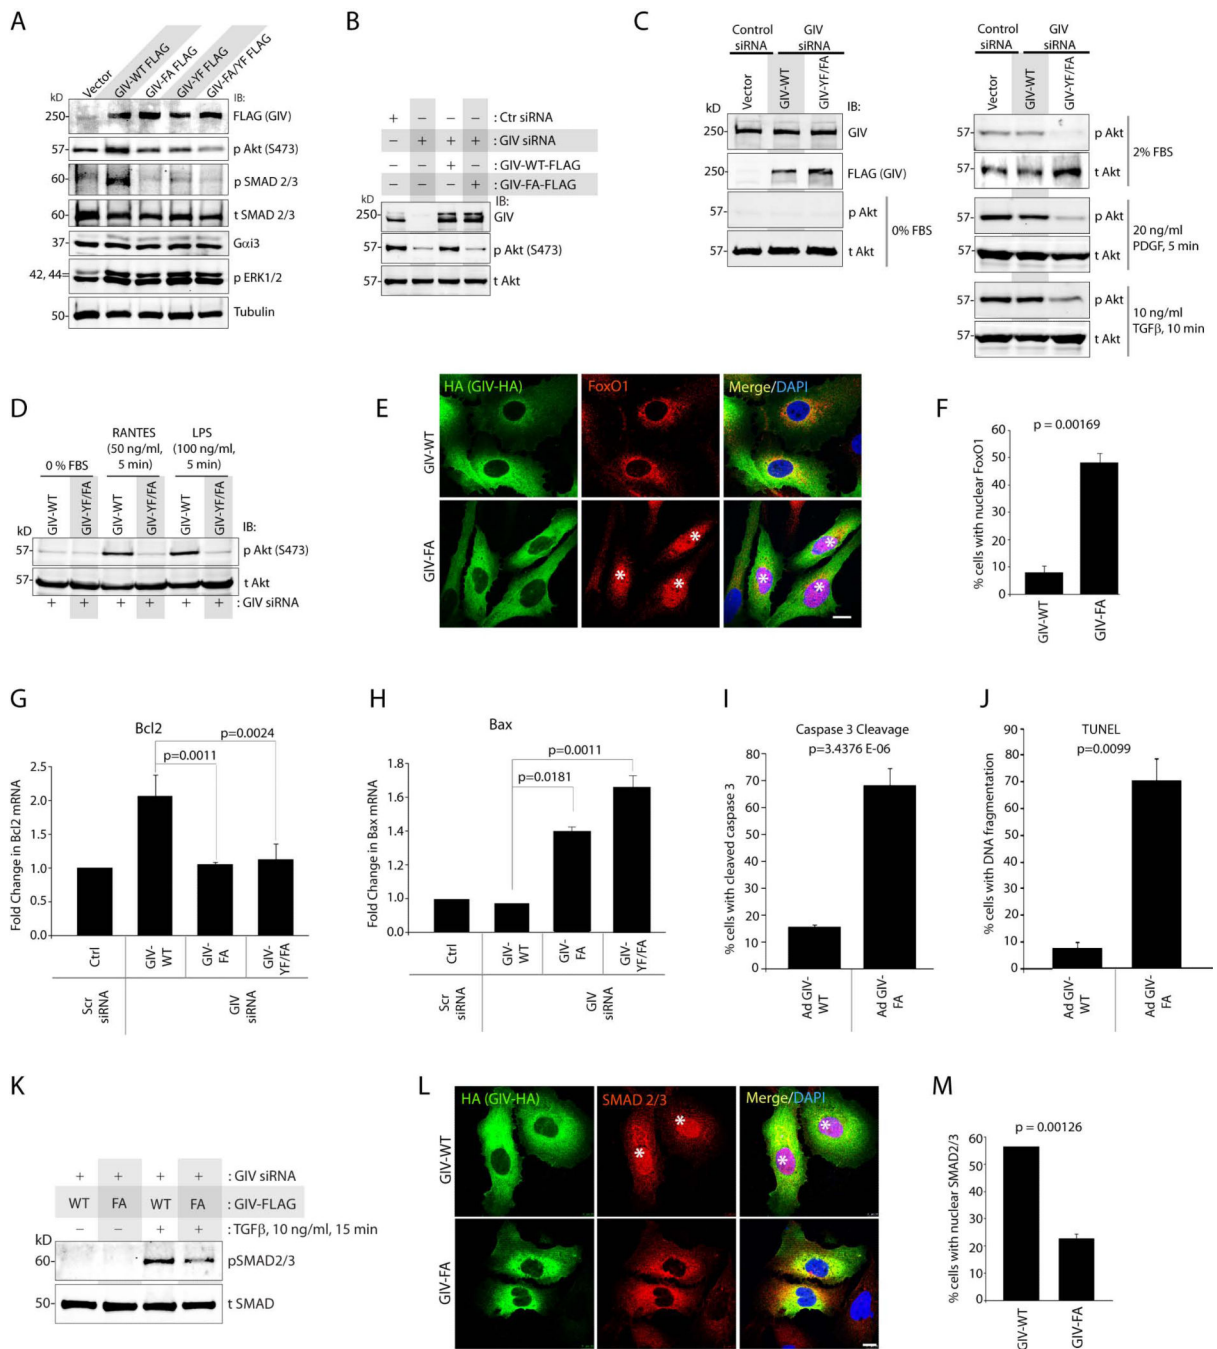 A
Vector
GIV-WT FLAG
GIV-FA FLAG
GIV-YF FLAG
GIV-FA/YF FLAG
kD
IB:
250
FLAG (GIV)
57
p Akt (S473)
60
p SMAD 2/3
60
t SMAD 2/3
37
Gαi3
42, 44
p ERK1/2
50
Tubulin
B
+ − − − : Ctr siRNA
− + + + : GIV siRNA
− − + − : GIV-WT-FLAG
− − − + : GIV-FA-FLAG
kD
IB:
250
GIV
57
p Akt (S473)
57
t Akt
C
Control siRNA
GIV siRNA
Vector
GIV-WT
GIV-YF/FA
kD
IB:
250
GIV
250
FLAG (GIV)
57
p Akt
57
t Akt
0% FBS
Control siRNA
GIV siRNA
Vector
GIV-WT
GIV-YF/FA
57
p Akt
57
t Akt
2% FBS
57
p Akt
57
t Akt
20 ng/ml
PDGF, 5 min
57
p Akt
57
t Akt
10 ng/ml
TGFβ, 10 min
D
0 % FBS
RANTES
(50 ng/ml,
5 min)
LPS
(100 ng/ml,
5 min)
GIV-WT
GIV-YF/FA
GIV-WT
GIV-YF/FA
GIV-WT
GIV-YF/FA
kD
IB:
57
p Akt (S473)
57
t Akt
+ + + + + + : GIV siRNA
E
HA (GIV-HA)
FoxO1
Merge/DAPI
GIV-WT
GIV-FA
* * *
* * *
F
p = 0.00169
% cells with nuclear FoxO1
60
50
40
30
20
10
0
GIV-WT
GIV-FA
G
Bcl2
p=0.0024
p=0.0011
Fold Change in Bcl2 mRNA
2.5
2.0
1.5
1.0
0.5
0.0
Ctrl
GIV-WT
GIV-FA
GIV-YF/FA
Scr siRNA
GIV siRNA
H
Bax
p=0.0011
p=0.0181
Fold Change in Bax mRNA
1.8
1.6
1.4
1.2
1.0
0.0
Ctrl
GIV-WT
GIV-FA
GIV-YF/FA
Scr siRNA
GIV siRNA
I
Caspase 3 Cleavage
p=3.4376 E-06
% cells with cleaved caspase 3
80
70
60
50
40
30
20
10
0
Ad GIV-WT
Ad GIV-FA
J
TUNEL
p=0.0099
% cells with DNA fragmentation
90
80
70
60
50
40
30
20
10
0
Ad GIV-WT
Ad GIV-FA
K
+ + + + : GIV siRNA
WT FA WT FA : GIV-FLAG
− − + + : TGFβ, 10 ng/ml, 15 min
kD
60
pSMAD2/3
50
t SMAD
L
HA (GIV-HA)
SMAD 2/3
Merge/DAPI
GIV-WT
GIV-FA
* *
* *
M
p = 0.00126
% cells with nuclear SMAD2/3
60
50
40
30
20
10
0
GIV-WT
GIV-FA